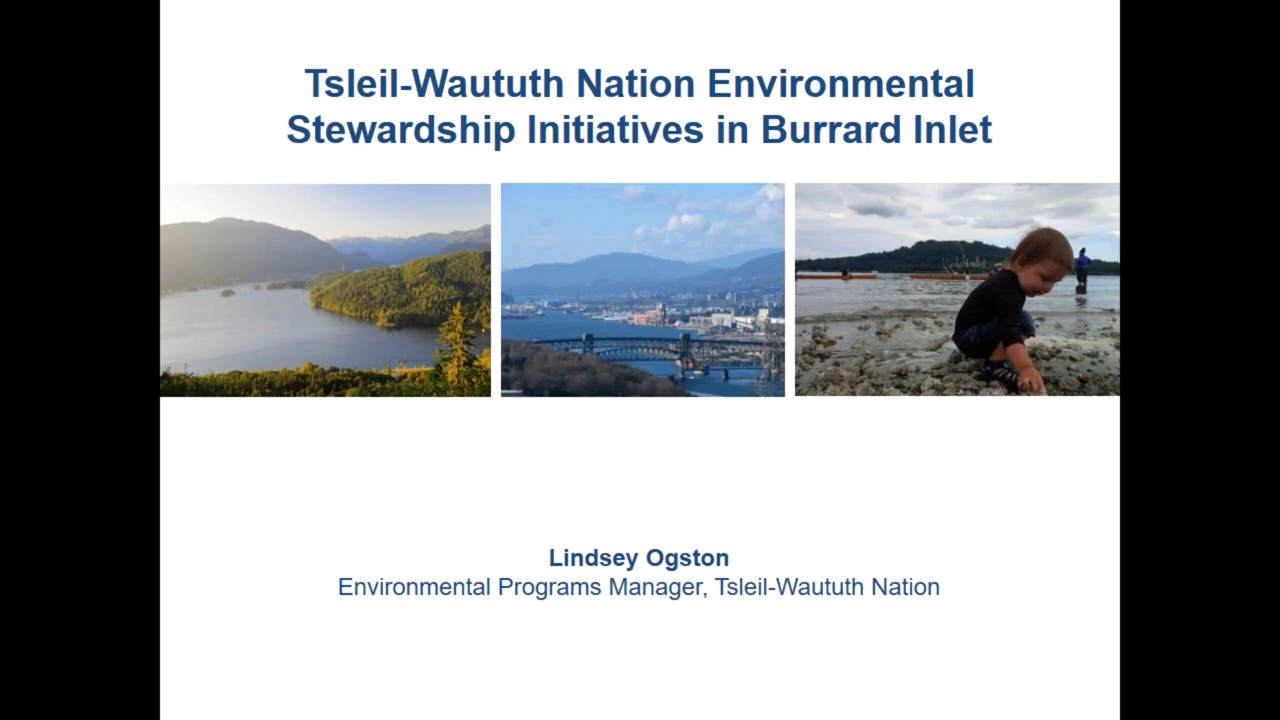 Tsleil-Waututh Nation Environmental
Stewardship Initiatives in Burrard Inlet
Lindsey Ogston
Environmental Programs Manager, Tsleil-Waututh Nation